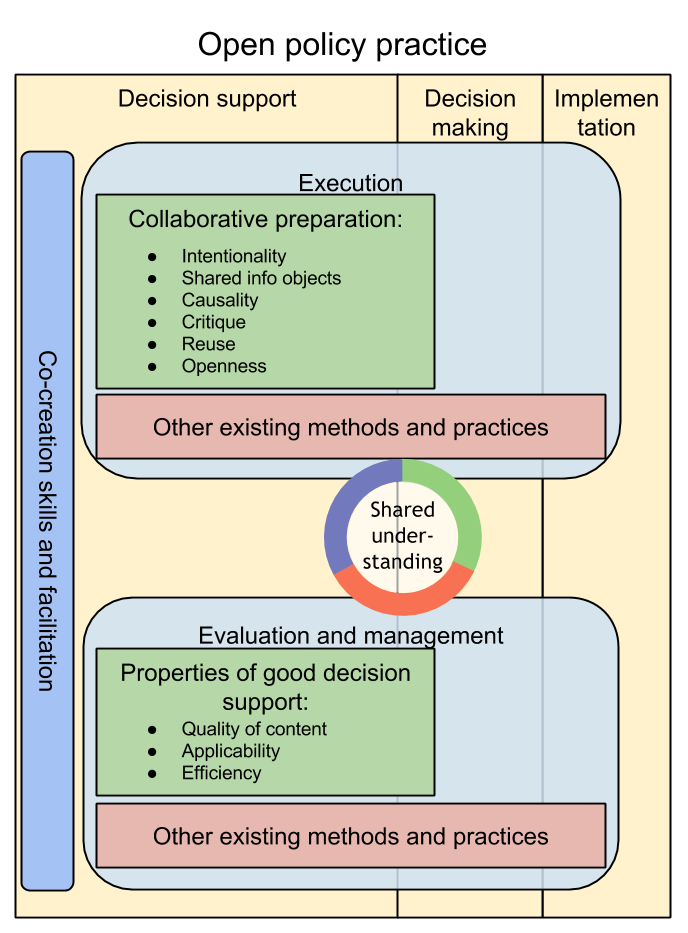 Open policy practice
Decision support
Decision
making
Implemen
tation
Co-creation skills and facilitation
Execution
Collaborative preparation:
● Intentionality
● Shared info objects
● Causality
● Critique
● Reuse
● Openness
Other existing methods and practices
Shared
under-
standing
Evaluation and management
Properties of good decision
support:
● Quality of content
● Applicability
● Efficiency
Other existing methods and practices